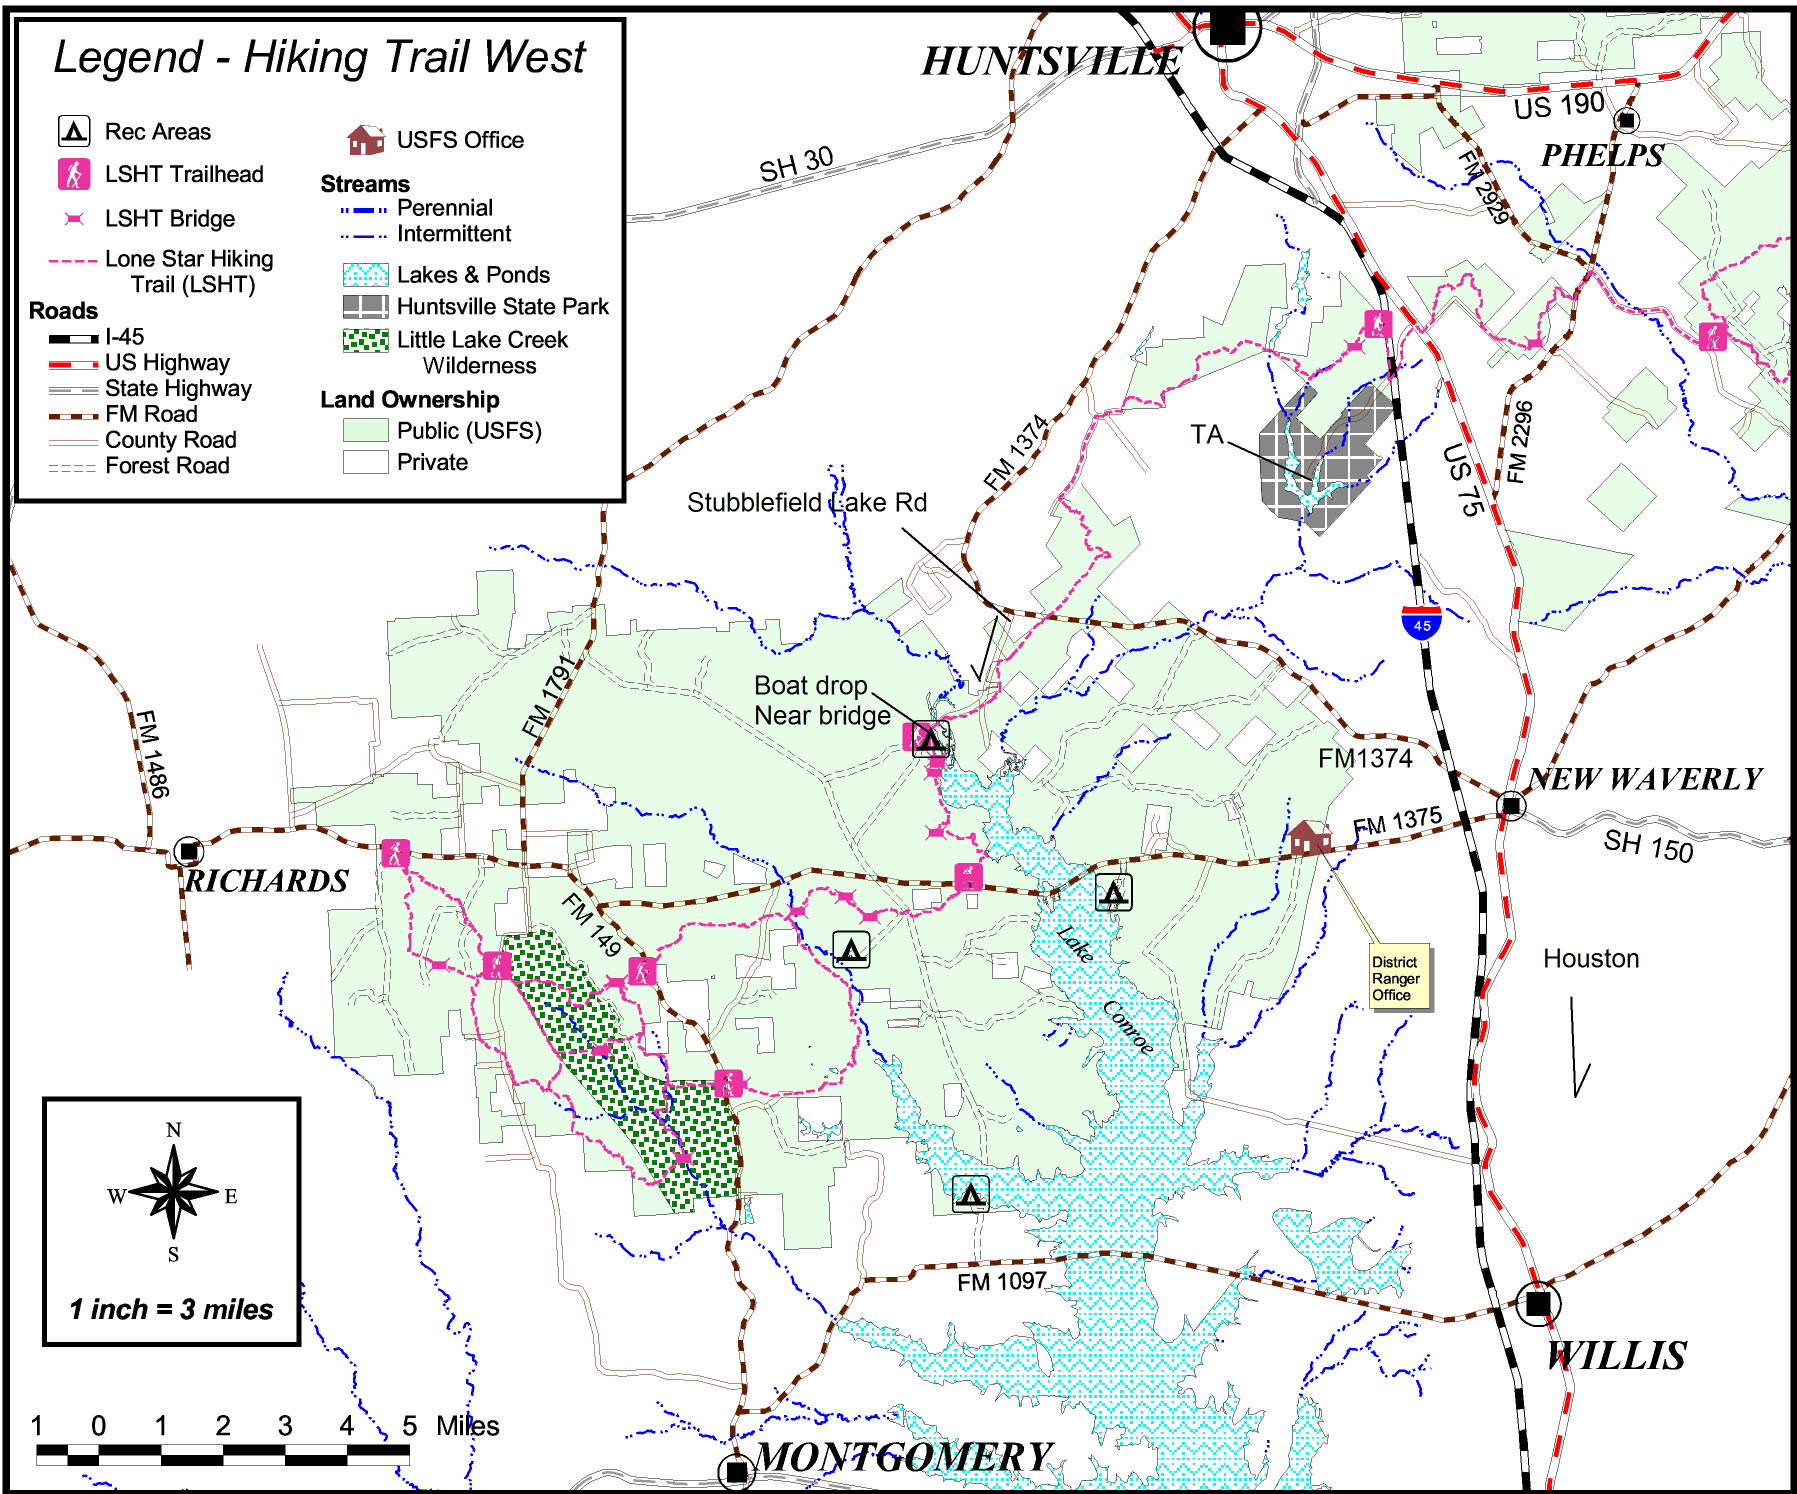 Legend - Hiking Trail West
Rec Areas
LSHT Trailhead
LSHT Bridge
Lone Star Hiking
Trail (LSHT)
Roads
I-45
US Highway
State Highway
FM Road
County Road
Forest Road
USFS Office
Streams
Perennial
Intermittent
Lakes & Ponds
Huntsville State Park
Little Lake Creek
Wilderness
Land Ownership
Public (USFS)
Private
HUNTSVILLE
US 190
PHELPS
SH 30
FM 2929
FM 1374
TA
US 75
FM 2296
Stubblefield Lake Rd
45
Boat drop
Near bridge
FM 1791
FM 1486
FM1374
NEW WAVERLY
FM 1375
SH 150
RICHARDS
FM 149
Lake
Conroe
District
Ranger
Office
Houston
N
W
E
S
1 inch = 3 miles
FM 1097
WILLIS
1 0 1 2 3 4 5 Miles
MONTGOMERY